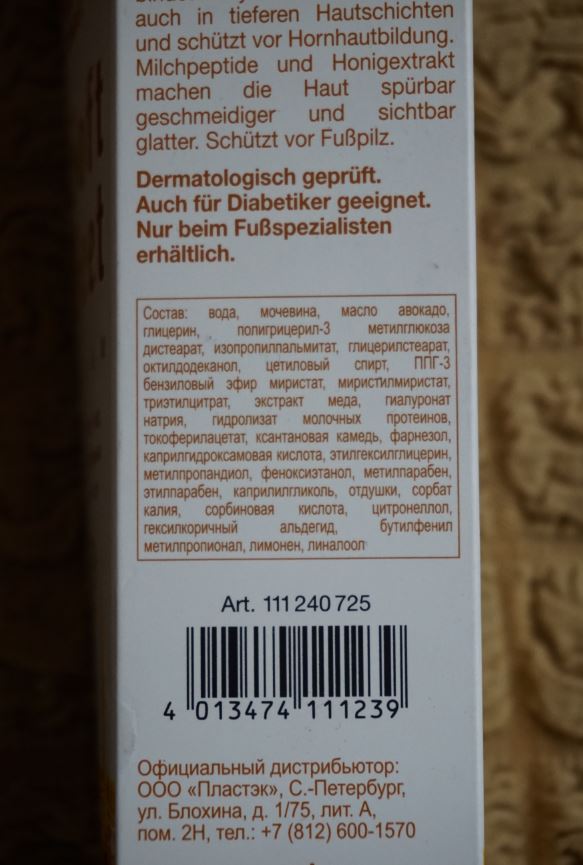 auch in tieferen Hautschichten
und schützt vor Hornhautbildung.
Milchpeptide und Honigextrakt
machen die Haut spürbar
geschmeidiger und sichtbar
glatter. Schützt vor Fußpilz.
Dermatologisch geprüft.
Auch für Diabetiker geeignet.
Nur beim Fußspezialisten
erhältlich.
Состав: вода, мочевина, масло авокадо,
глицерин, полигрицерил-3 метилглюкоза
дистеарат, изопропилпальмитат, глицерилстеарат,
октилдодеканол, цетиловый спирт, ППГ-3
бензиловый эфир миристат, миристилмиристат,
триэтилцитрат, экстракт меда, гиалуронат
натрия, гидролизат молочных протеинов,
токоферилацетат, ксантановая камедь, фарнезол,
каприлгидроксамовая кислота, этилгексилглицерин,
метилпропандиол, феноксиэтанол, метилпарабен,
этилпарабен, каприлилгликоль, отдушки, сорбат
калия, сорбиновая кислота, цитронеллол,
гексилкоричный альдегид, бутилфенил
метилпропионал, лимонен, линалоол
Art. 111 240 725
4 013474 111239
Официальный дистрибьютор:
ООО «Пластэк», С.-Петербург,
ул. Блохина, д. 1/75, лит. А,
пом. 2Н, тел.: +7 (812) 600-1570